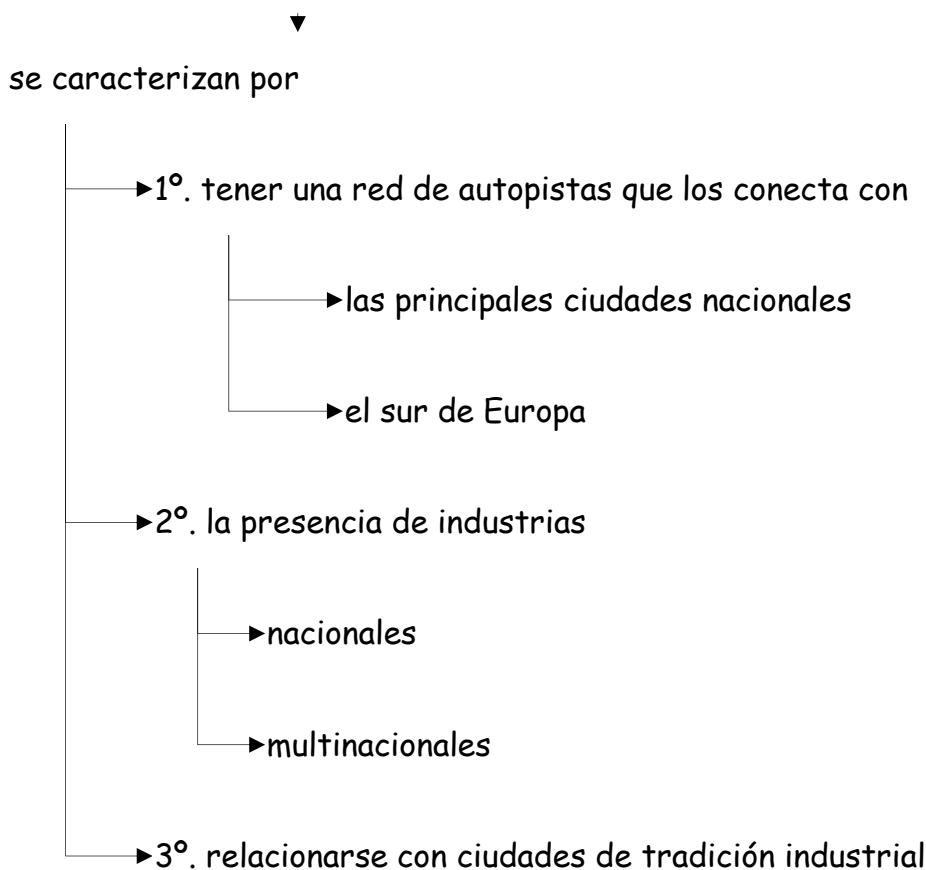 se caracterizan por
1º. tener una red de autopistas que los conecta con
las principales ciudades nacionales
el sur de Europa
2º. la presencia de industrias
nacionales
multinacionales
3º. relacionarse con ciudades de tradición industrial